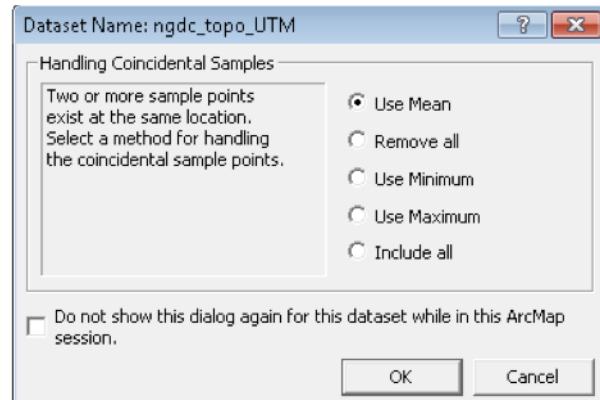 Dataset Name: ngdc_topo_UTM
Handling Coincidental Samples
Two or more sample points
exist at the same location.
Select a method for handling
the coincidental sample points.
Use Mean
Remove all
Use Minimum
Use Maximum
Include all
Do not show this dialog again for this dataset while in this ArcMap
session.
OK
Cancel